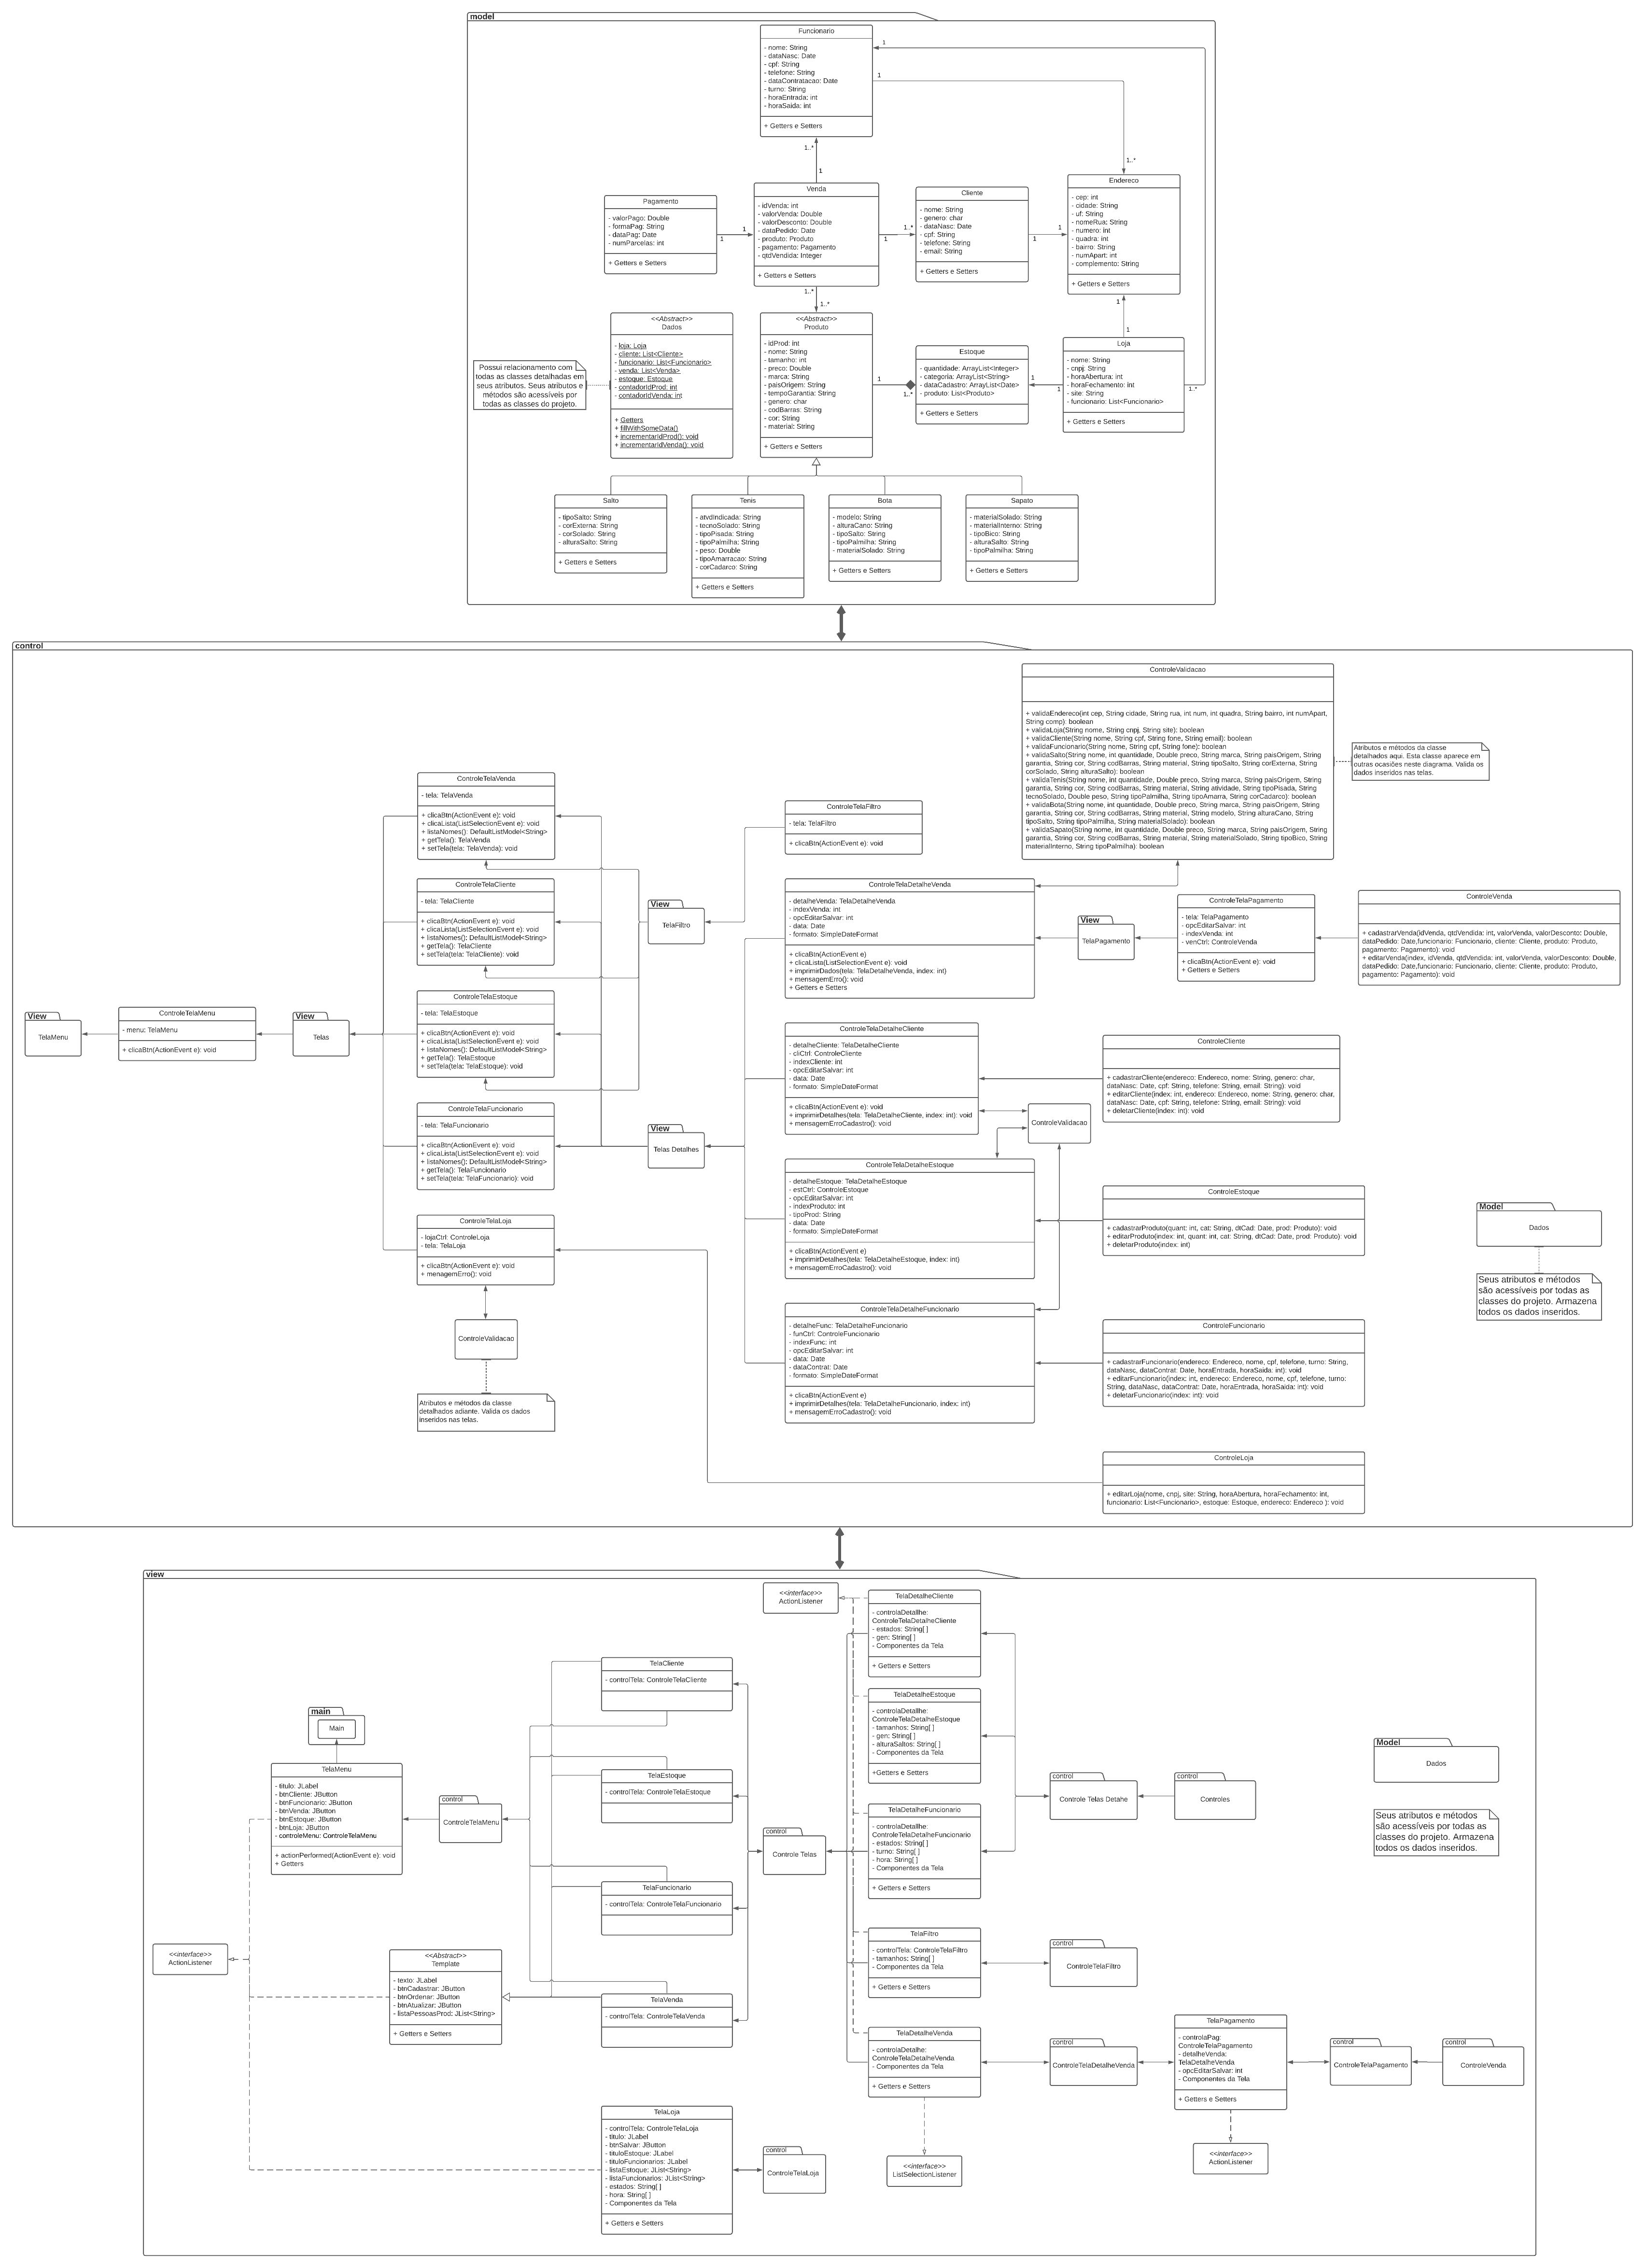 model
Funcionario
- nome: String
- dataNasc: Date
- cpf: String
- telefone: String
- dataContratacao: Date
- turno: String
- horaEntrada: int
- horaSaida: int
+ Getters e Setters
1
1
1..*
1..*
1
Pagamento
- valorPago: Double
- formaPag: String
- dataPag: Date
- numParcelas: int
+ Getters e Setters
1
1
Venda
- idVenda: int
- valorVenda: Double
- valorDesconto: Double
- dataPedido: Date
- produto: Produto
- pagamento: Pagamento
- qtdVendida: Integer
+ Getters e Setters
1
1..*
Cliente
- nome: String
- genero: char
- dataNasc: Date
- cpf: String
- telefone: String
- email: String
+ Getters e Setters
1
1
Endereco
- cep: int
- cidade: String
- uf: String
- nomeRua: String
- numero: int
- quadra: int
- bairro: String
- numApart: int
- complemento: String
+ Getters e Setters
1..*
1..*
1
1
Possui relacionamento com
todas as classes detalhadas em
seus atributos. Seus atributos e
métodos são acessíveis por
todas as classes do projeto.
<<Abstract>>
Dados
- loja: Loja
- cliente: List<Cliente>
- funcionario: List<Funcionario>
- venda: List<Venda>
- estoque: Estoque
- contadorIdProd: int
- contadorIdVenda: int
+ Getters
+ fillWithSomeData()
+ incrementarIdProd(): void
+ incrementarIdVenda(): void
<<Abstract>>
Produto
- idProd: int
- nome: String
- tamanho: int
- preco: Double
- marca: String
- paisOrigem: String
- tempoGarantia: String
- genero: char
- codBarras: String
- cor: String
- material: String
+ Getters e Setters
1
1..*
Estoque
- quantidade: ArrayList<Integer>
- categoria: ArrayList<String>
- dataCadastro: ArrayList<Date>
- produto: List<Produto>
+ Getters e Setters
1
1
Loja
- nome: String
- cnpj: String
- horaAbertura: int
- horaFechamento: int
- site: String
- funcionario: List<Funcionario>
+ Getters e Setters
1..*
Salto
- tipoSalto: String
- corExterna: String
- corSolado: String
- alturaSalto: String
+ Getters e Setters
Tenis
- atvdIndicada: String
- tecnoSolado: String
- tipoPisada: String
- tipoPalmilha: String
- peso: Double
- tipoAmarracao: String
- corCadarco: String
+ Getters e Setters
Bota
- modelo: String
- alturaCano: String
- tipoSalto: String
- tipoPalmilha: String
- materialSolado: String
+ Getters e Setters
Sapato
- materialSolado: String
- materialInterno: String
- tipoBico: String
- alturaSalto: String
- tipoPalmilha: String
+ Getters e Setters
control
ControleValidacao
+ validaEndereco(int cep, String cidade, String rua, int num, int quadra, String bairro, int numApart,
String comp): boolean
+ validaLoja(String nome, String cnpj, String site): boolean
+ validaCliente(String nome, String cpf, String fone, String email): boolean
+ validaFuncionario(String nome, String cpf, String fone): boolean
+ validaSalto(String nome, int quantidade, Double preco, String marca, String paisOrigem, String
garantia, String cor, String codBarras, String material, String tipoSalto, String corExterna, String
corSolado, String alturaSalto): boolean
+ validaTenis(String nome, int quantidade, Double preco, String marca, String paisOrigem, String
garantia, String cor, String codBarras, String material, String atividade, String tipoPisada, String
tecnoSolado, Double peso, String tipoPalmilha, String tipoAmarra, String corCadarco): boolean
+ validaBota(String nome, int quantidade, Double preco, String marca, String paisOrigem, String
garantia, String cor, String codBarras, String material, String modelo, String alturaCano, String
tipoSalto, String tipoPalmilha, String materialSolado): boolean
+ validaSapato(String nome, int quantidade, Double preco, String marca, String paisOrigem, String
garantia, String cor, String codBarras, String material, String materialSolado, String tipoBico, String
materialInterno, String tipoPalmilha): boolean
Atributos e métodos da classe
detalhados aqui. Esta classe aparece em
outras ocasiões neste diagrama. Valida os
dados inseridos nas telas.
ControleTelaVenda
- tela: TelaVenda
+ clicaBtn(ActionEvent e): void
+ clicaLista(ListSelectionEvent e): void
+ listaNomes(): DefaultListModel<String>
+ getTela(): TelaVenda
+ setTela(tela: TelaVenda): void
ControleTelaFiltro
- tela: TelaFiltro
+ clicaBtn(ActionEvent e): void
ControleTelaCliente
- tela: TelaCliente
+ clicaBtn(ActionEvent e): void
+ clicaLista(ListSelectionEvent e): void
+ listaNomes(): DefaultListModel<String>
+ getTela(): TelaCliente
+ setTela(tela: TelaCliente): void
View
TelaFiltro
ControleTelaDetalheVenda
- detalheVenda: TelaDetalheVenda
- indexVenda: int
- opcEditarSalvar: int
- data: Date
- formato: SimpleDateFormat
+ clicaBtn(ActionEvent e)
+ clicaLista(ListSelectionEvent e): void
+ imprimirDados(tela: TelaDetalheVenda, index: int)
+ mensagemErro(): void
+ Getters e Setters
View
TelaPagamento
ControleTelaPagamento
- tela: TelaPagamento
- opcEditarSalvar: int
- indexVenda: int
- venCtrl: ControleVenda
+ clicaBtn(ActionEvent e): void
+ Getters e Setters
ControleVenda
+ cadastrarVenda(idVenda, qtdVendida: int, valorVenda, valorDesconto: Double,
dataPedido: Date,funcionario: Funcionario, cliente: Cliente, produto: Produto,
pagamento: Pagamento): void
+ editarVenda(index, idVenda, qtdVendida: int, valorVenda, valorDesconto: Double,
dataPedido: Date,funcionario: Funcionario, cliente: Cliente, produto: Produto,
pagamento: Pagamento): void
View
TelaMenu
ControleTelaMenu
- menu: TelaMenu
+ clicaBtn(ActionEvent e): void
View
Telas
ControleTelaEstoque
- tela: TelaEstoque
+ clicaBtn(ActionEvent e): void
+ clicaLista(ListSelectionEvent e): void
+ listaNomes(): DefaultListModel<String>
+ getTela(): TelaEstoque
+ setTela(tela: TelaEstoque): void
ControleTelaDetalheCliente
- detalheCliente: TelaDetalheCliente
- cliCtrl: ControleCliente
- indexCliente: int
- opcEditarSalvar: int
- data: Date
- formato: SimpleDateFormat
+ clicaBtn(ActionEvent e): void
+ imprimirDetalhes(tela: TelaDetalheCliente, index: int): void
+ mensagemErroCadastro(): void
ControleCliente
+ cadastrarCliente(endereco: Endereco, nome: String, genero: char,
dataNasc: Date, cpf: String, telefone: String, email: String): void
+ editarCliente(index: int, endereco: Endereco, nome: String, genero: char,
dataNasc: Date, cpf: String, telefone: String, email: String): void
+ deletarCliente(index: int): void
ControleValidacao
ControleTelaFuncionario
- tela: TelaFuncionario
+ clicaBtn(ActionEvent e): void
+ clicaLista(ListSelectionEvent e): void
+ listaNomes(): DefaultListModel<String>
+ getTela(): TelaFuncionario
+ setTela(tela: TelaFuncionario): void
View
Telas Detalhes
ControleTelaDetalheEstoque
- detalheEstoque: TelaDetalheEstoque
- estCtrl: ControleEstoque
- opcEditarSalvar: int
- indexProduto: int
- tipoProd: String
- data: Date
- formato: SimpleDateFormat
+ clicaBtn(ActionEvent e)
+ imprimirDetalhes(tela: TelaDetalheEstoque, index: int)
+ mensagemErroCadastro(): void
ControleEstoque
+ cadastrarProduto(quant: int, cat: String, dtCad: Date, prod: Produto): void
+ editarProduto(index: int, quant: int, cat: String, dtCad: Date, prod: Produto): void
+ deletarProduto(index: int)
Model
Dados
Seus atributos e métodos
são acessíveis por todas as
classes do projeto. Armazena
todos os dados inseridos.
ControleTelaLoja
- lojaCtrl: ControleLoja
- tela: TelaLoja
+ clicaBtn(ActionEvent e): void
+ menagemErro(): void
ControleValidacao
Atributos e métodos da classe
detalhados adiante. Valida os dados
inseridos nas telas.
ControleTelaDetalheFuncionario
- detalheFunc: TelaDetalheFuncionario
- funCtrl: ControleFuncionario
- indexFunc: int
- opcEditarSalvar: int
- data: Date
- dataContrat: Date
- formato: SimpleDateFormat
+ clicaBtn(ActionEvent e)
+ imprimirDetalhes(tela: TelaDetalheFuncionario, index: int)
+ mensagemErroCadastro(): void
ControleFuncionario
+ cadastrarFuncionario(endereco: Endereco, nome, cpf, telefone, turno: String,
dataNasc, dataContrat: Date, horaEntrada, horaSaida: int): void
+ editarFuncionario(index: int, endereco: Endereco, nome, cpf, telefone, turno:
String, dataNasc, dataContrat: Date, horaEntrada, horaSaida: int): void
+ deletarFuncionario(index: int): void
ControleLoja
+ editarLoja(nome, cnpj, site: String, horaAbertura, horaFechamento: int,
funcionario: List<Funcionario>, estoque: Estoque, endereco: Endereco ): void
view
<<interface>>
ActionListener
TelaDetalheCliente
- controlaDetallhe:
ControleTelaDetalheCliente
- estados: String[ ]
- gen: String[ ]
- Componentes da Tela
+ Getters e Setters
TelaCliente
- controlTela: ControleTelaCliente
main
Main
TelaDetalheEstoque
- controlaDetallhe:
ControleTelaDetalheEstoque
- tamanhos: String[ ]
- gen: String[ ]
- alturaSaltos: String[ ]
- Componentes da Tela
+Getters e Setters
Model
Dados
Seus atributos e métodos
são acessíveis por todas as
classes do projeto. Armazena
todos os dados inseridos.
TelaMenu
- titulo: JLabel
- btnCliente: JButton
- btnFuncionario: JButton
- btnVenda: JButton
- btnEstoque: JButton
- btnLoja: JButton
- controleMenu: ControleTelaMenu
+ actionPerformed(ActionEvent e): void
+ Getters
control
ControleTelaMenu
TelaEstoque
- controlTela: ControleTelaEstoque
control
Controle Telas
TelaDetalheFuncionario
- controlaDetallhe:
ControleTelaDetalheFuncionario
- estados: String[ ]
- turno: String[ ]
- hora: String[ ]
- Componentes da Tela
+ Getters e Setters
control
Controle Telas Detahe
control
Controles
TelaFuncionario
- controlTela: ControleTelaFuncionario
<<interface>>
ActionListener
<<Abstract>>
Template
- texto: JLabel
- btnCadastrar: JButton
- btnOrdenar: JButton
- btnAtualizar: JButton
- listaPessoasProd: JList<String>
+ Getters e Setters
TelaVenda
- controlTela: ControleTelaVenda
TelaFiltro
- controlTela: ControleTelaFiltro
- tamanhos: String[ ]
- Componentes da Tela
+ Getters e Setters
control
ControleTelaFiltro
TelaDetalheVenda
- controlaDetalhe:
ControleTelaDetalheVenda
- Componentes da Tela
+ Getters e Setters
control
ControleTelaDetalheVenda
TelaPagamento
- controlaPag:
ControleTelaPagamento
- detalheVenda:
TelaDetalheVenda
- opcEditarSalvar: int
- Componentes da Tela
+ Getters e Setters
control
ControleTelaPagamento
control
ControleVenda
TelaLoja
- controlTela: ControleTelaLoja
- titulo: JLabel
- btnSalvar: JButton
- tituloEstoque: JLabel
- tituloFuncionarios: JLabel
- listaEstoque: JList<String>
- listaFuncionarios: JList<String>
- estados: String[ ]
- hora: String[ ]
- Componentes da Tela
+ Getters e Setters
control
ControleTelaLoja
<<interface>>
ListSelectionListener
<<interface>>
ActionListener